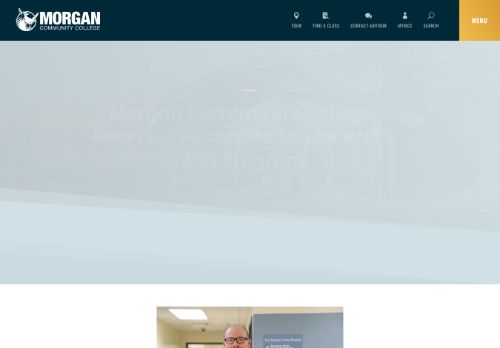 MORGAN
COMMUNITY COLLEGE
TOUR
FIND A CLASS
CONTACT ADVISOR
MYMCC
SEARCH
MENU
Morgan Community College
Receives Accreditation for RN to
BSN Program